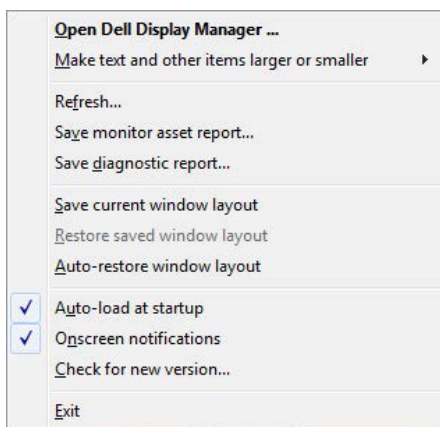 Open Dell Display Manager ...
Make text and other items larger or smaller
Refresh...
Save monitor asset report...
Save diagnostic report...
Save current window layout
Restore saved window layout
Auto-restore window layout
Auto-load at startup
Onscreen notifications
Check for new version...
Exit